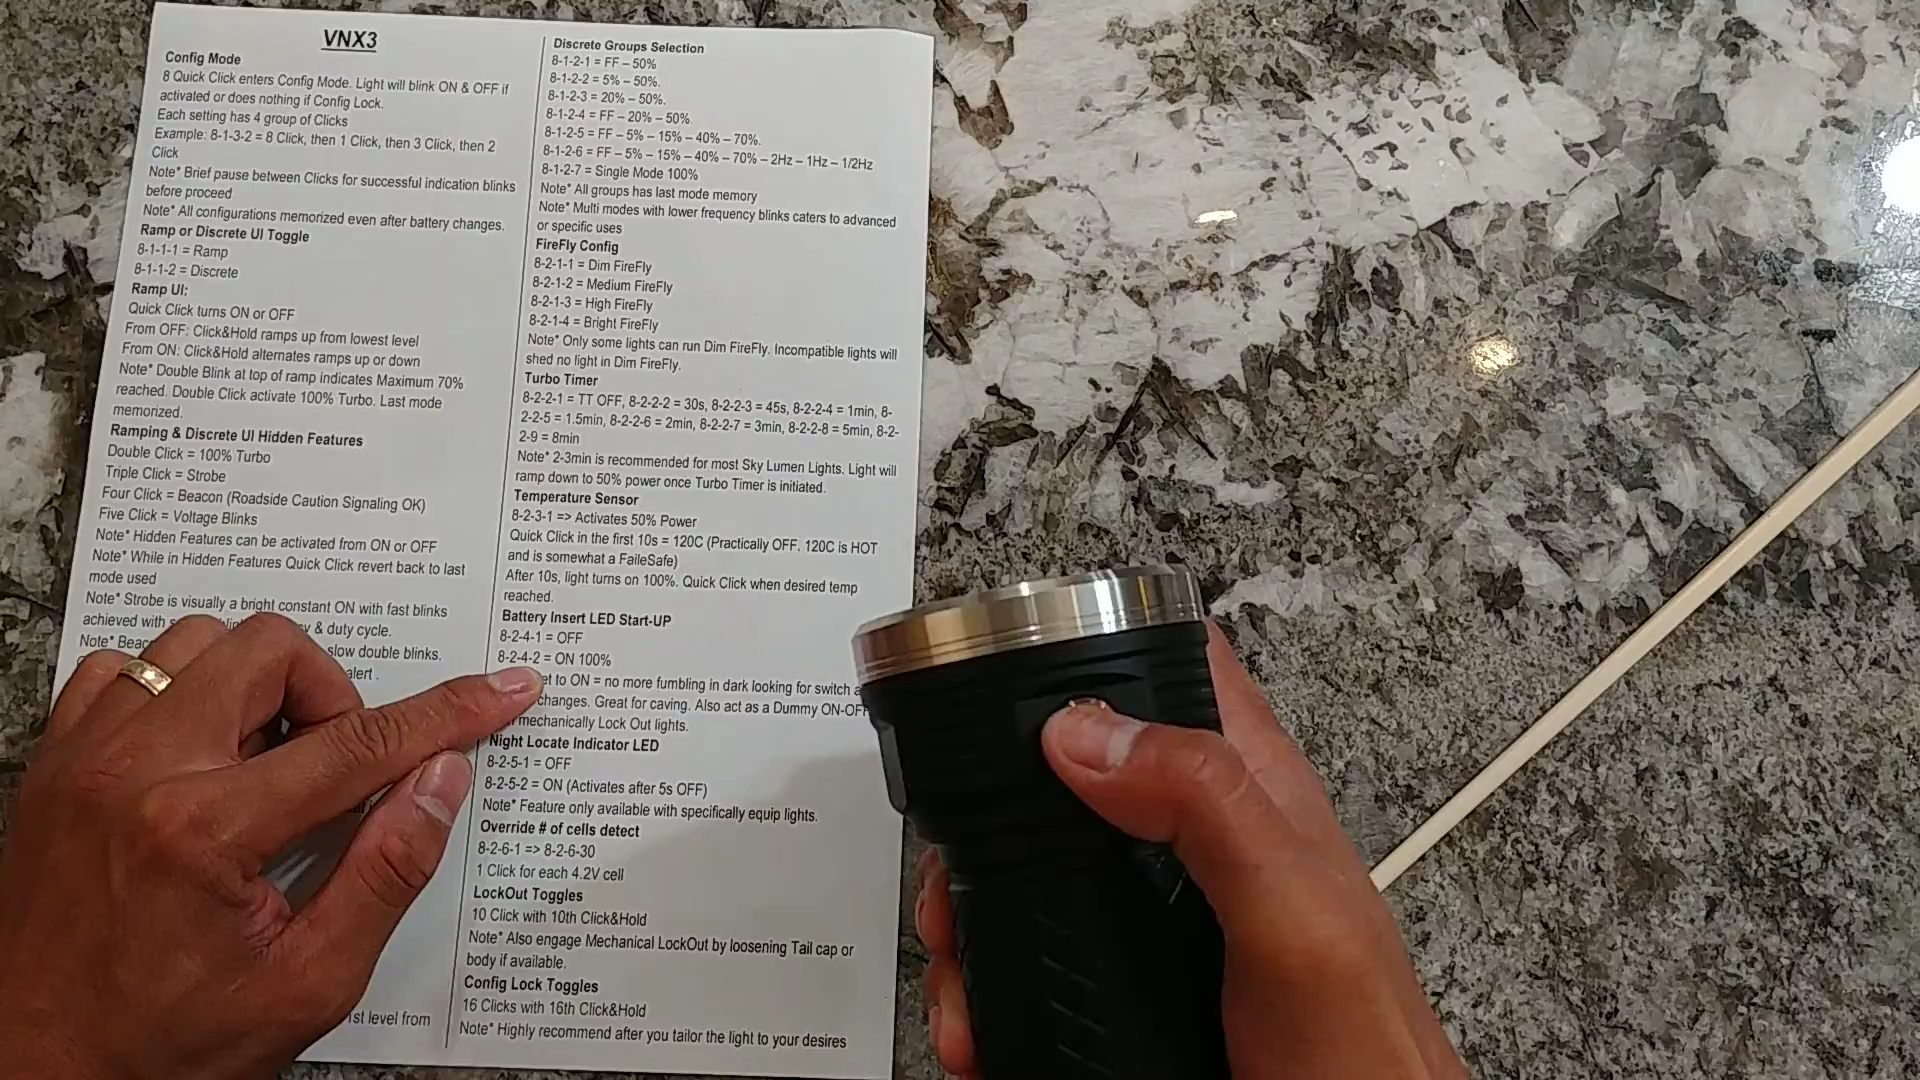 VNX3
Config Mode
8 Quick Click enters Config Mode. Light will blink ON & OFF if
activated or does nothing if Config Lock.
Each setting has 4 group of Clicks
Example: 8-1-3-2 = 8 Click, then 1 Click, then 3 Click, then 2
Click
Note* Brief pause between Clicks for successful indication blinks
before proceed
Note* All configurations memorized even after battery changes.
Ramp or Discrete UI Toggle
8-1-1-1 = Ramp
8-1-1-2 = Discrete
Ramp UI:
Quick Click turns ON or OFF
From OFF: Click&Hold ramps up from lowest level
From ON: Click&Hold alternates ramps up or down
Note* Double Blink at top of ramp indicates Maximum 70%
reached. Double Click activate 100% Turbo. Last mode
memorized.
Ramping & Discrete UI Hidden Features
Double Click = 100% Turbo
Triple Click = Strobe
Four Click = Beacon (Roadside Caution Signaling OK)
Five Click = Voltage Blinks
Note* Hidden Features can be activated from ON or OFF
Note* While in Hidden Features Quick Click revert back to last
mode used
Note* Strobe is visually a bright constant ON with fast blinks
achieved with & duty cycle.
Note* slow double blinks.
alert .
1st level from
Discrete Groups Selection
8-1-2-1 = FF – 50%
8-1-2-2 = 5% – 50%.
8-1-2-3 = 20% – 50%.
8-1-2-4 = FF – 20% – 50%.
8-1-2-5 = FF – 5% – 15% – 40% – 70%.
8-1-2-6 = FF – 5% – 15% – 40% – 70% – 2Hz – 1Hz – 1/2Hz
8-1-2-7 = Single Mode 100%
Note* All groups has last mode memory
Note* Multi modes with lower frequency blinks caters to advanced
or specific uses
FireFly Config
8-2-1-1 = Dim FireFly
8-2-1-2 = Medium FireFly
8-2-1-3 = High FireFly
8-2-1-4 = Bright FireFly
Note* Only some lights can run Dim FireFly. Incompatible lights will
shed no light in Dim FireFly.
Turbo Timer
8-2-2-1 = TT OFF, 8-2-2-2 = 30s, 8-2-2-3 = 45s, 8-2-2-4 = 1min, 8-
2-2-5 = 1.5min, 8-2-2-6 = 2min, 8-2-2-7 = 3min, 8-2-2-8 = 5min, 8-2-
2-9 = 8min
Note* 2-3min is recommended for most Sky Lumen Lights. Light will
ramp down to 50% power once Turbo Timer is initiated.
Temperature Sensor
8-2-3-1 => Activates 50% Power
Quick Click in the first 10s = 120C (Practically OFF. 120C is HOT
and is somewhat a FaileSafe)
After 10s, light turns on 100%. Quick Click when desired temp
reached.
Battery Insert LED Start-UP
8-2-4-1 = OFF
8-2-4-2 = ON 100%
to ON = no more fumbling in dark looking for switch
changes. Great for caving. Also act as a Dummy ON-OFF
mechanically Lock Out lights.
Night Locate Indicator LED
8-2-5-1 = OFF
8-2-5-2 = ON (Activates after 5s OFF)
Note* Feature only available with specifically equip lights.
Override # of cells detect
8-2-6-1 => 8-2-6-30
1 Click for each 4.2V cell
LockOut Toggles
10 Click with 10th Click&Hold
Note* Also engage Mechanical LockOut by loosening Tail cap or
body if available.
Config Lock Toggles
16 Clicks with 16th Click&Hold
Note* Highly recommend after you tailor the light to your desires